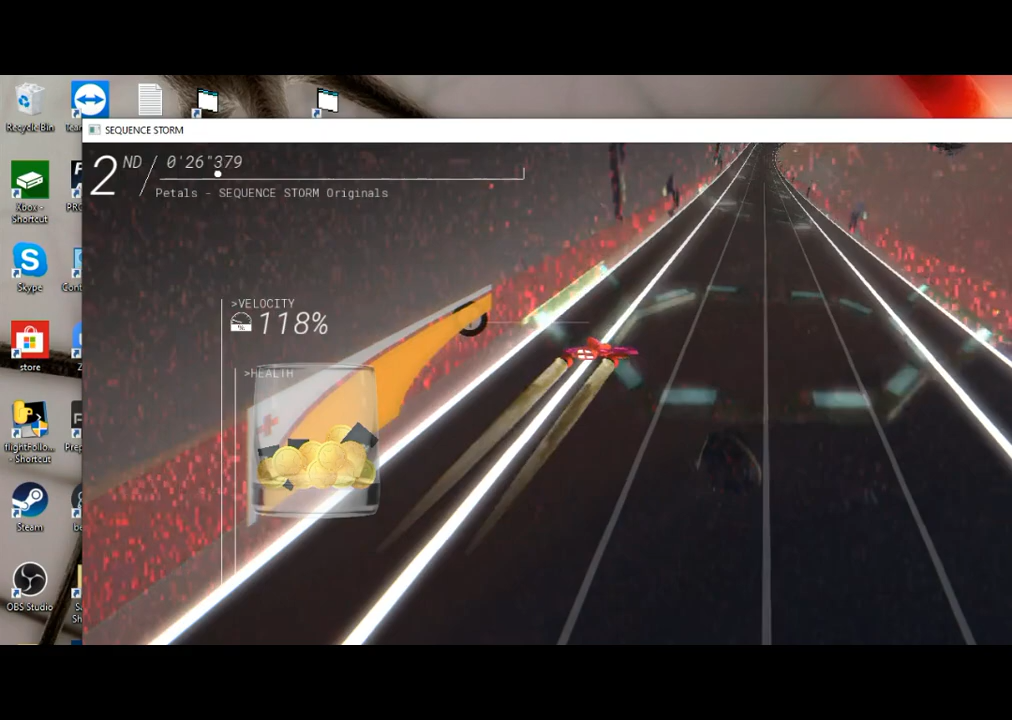 Recycle Bin
SEQUENCE STORM
2ND / 0'26"379
Petals - SEQUENCE STORM Originals
Xbox -
Shortcut
>VELOCITY
118%
>HEALTH
Skype
store
- Shortcut
Steam
OBS Studio